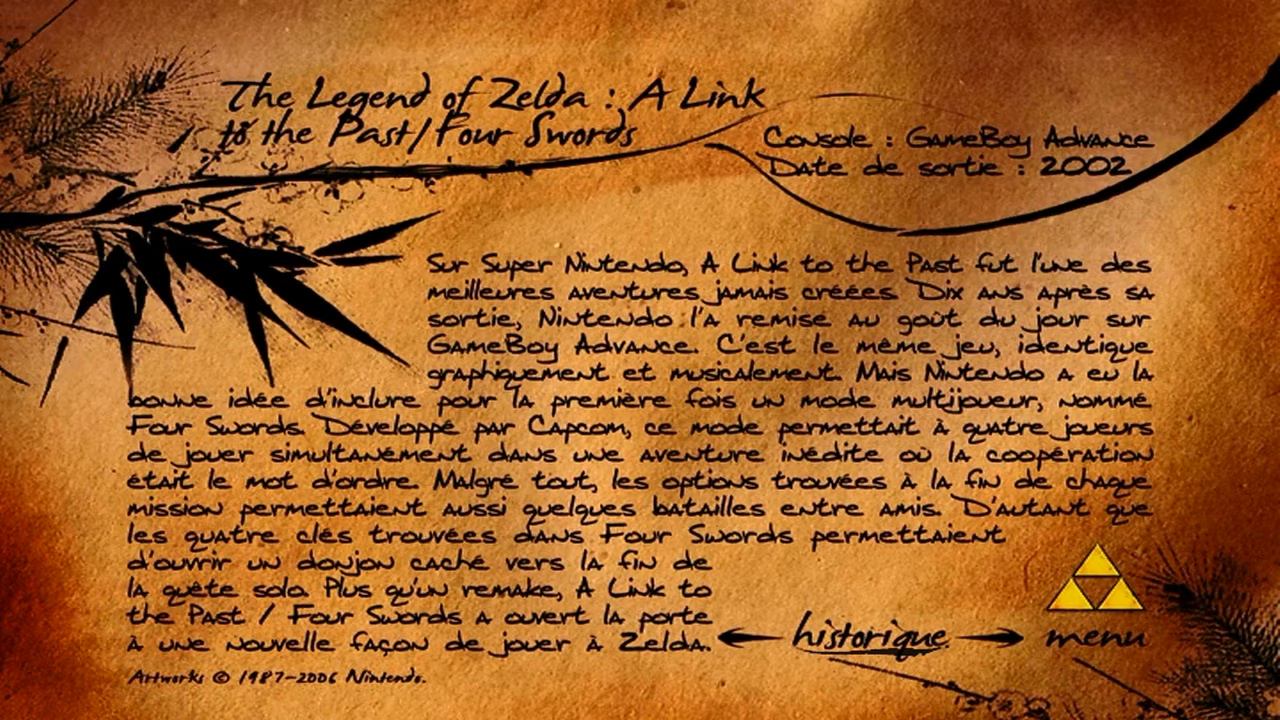 The Legend of Zelda : A Link
to the Past/Four Swords
Console : GameBoy Advance
Date de sortie : 2002
Sur Super Nintendo, A Link to the Past fut l'une des
meilleures aventures jamais créées. Dix ans après sa
sortie, Nintendo l'a remise au goût du jour sur
GameBoy Advance. C'est le même jeu, identique
graphiquement et musicalement. Mais Nintendo a eu la
bonne idée d'inclure pour la première fois un mode multijoueur, nommé
Four Swords. Développé par Capcom, ce mode permettait à quatre joueurs
de jouer simultanément dans une aventure inédite où la coopération
était le mot d'ordre. Malgré tout, les options trouvées à la fin de chaque
mission permettaient aussi quelques batailles entre amis. D'autant que
les quatre clés trouvées dans Four Swords permettaient
d'ouvrir un donjon caché vers la fin de
la quête solo. Plus qu'un remake, A Link to
the Past / Four Swords a ouvert la porte
à une nouvelle façon de jouer à Zelda.
historique
menu
Artworks © 1987-2006 Nintendo.